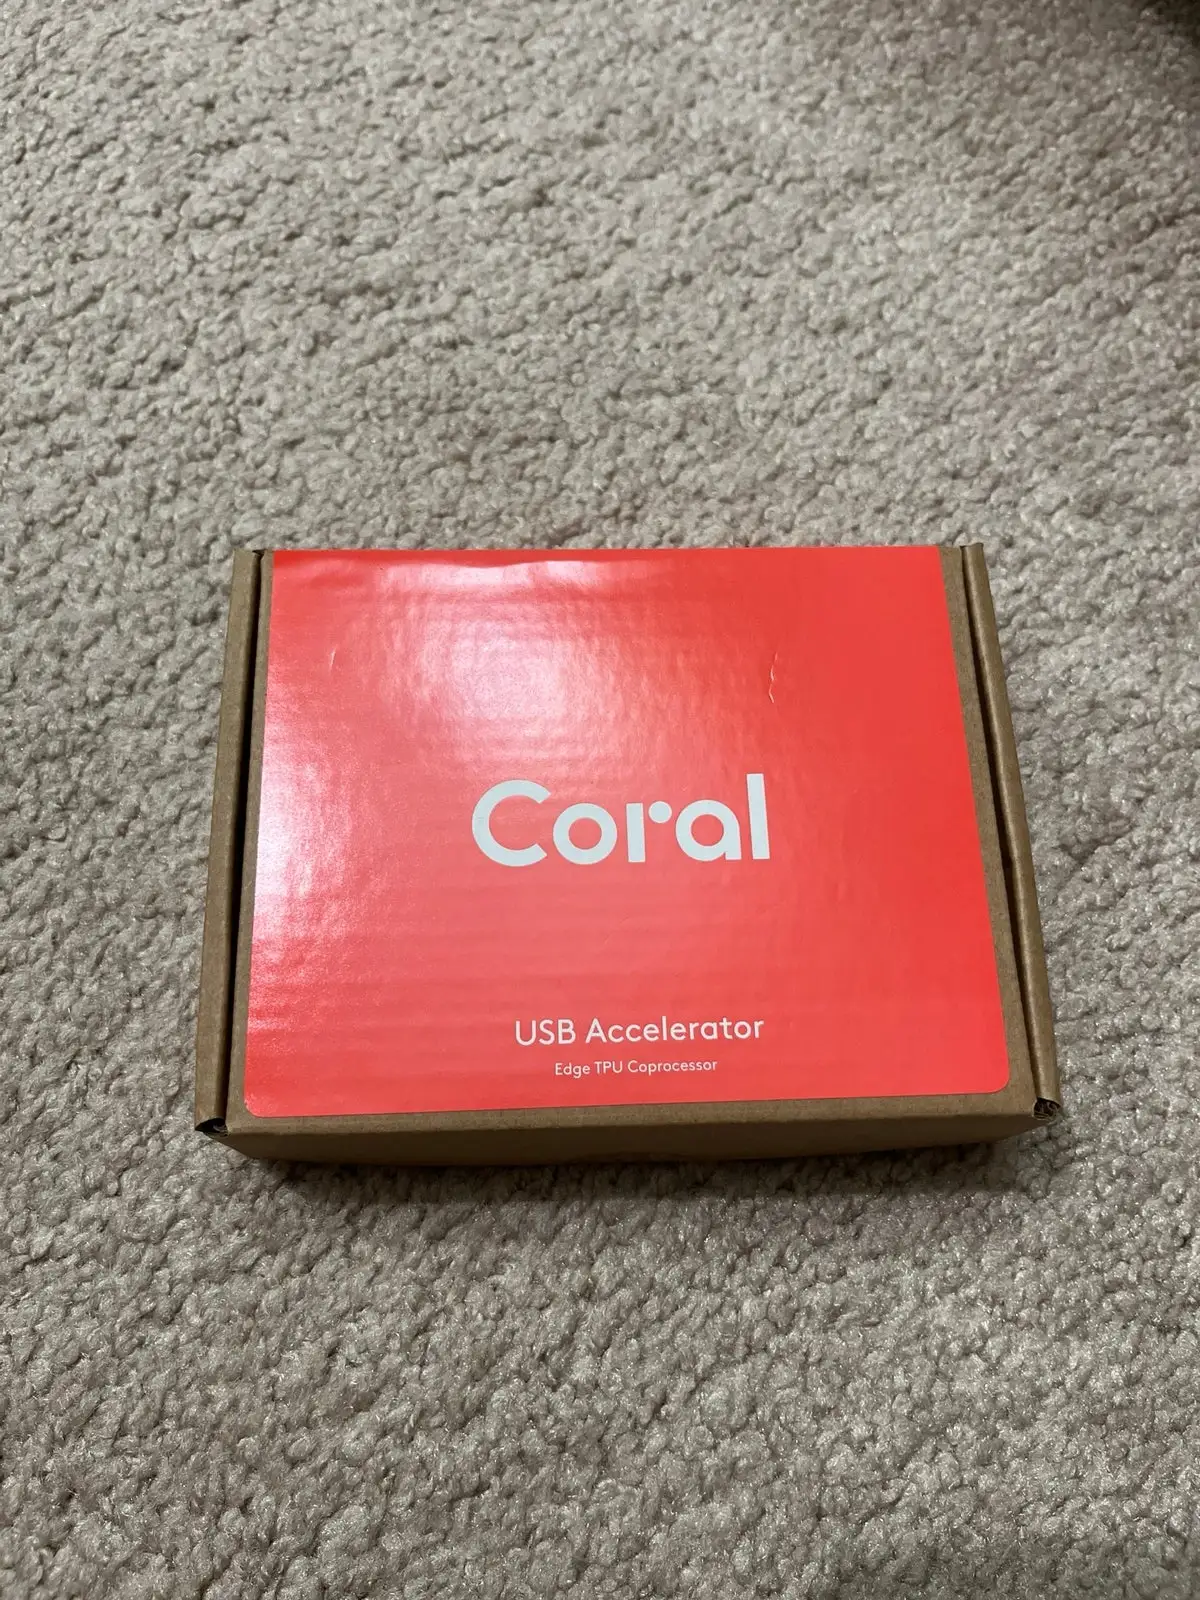 Coral
USB Accelerator
Edge TPU Coprocessor